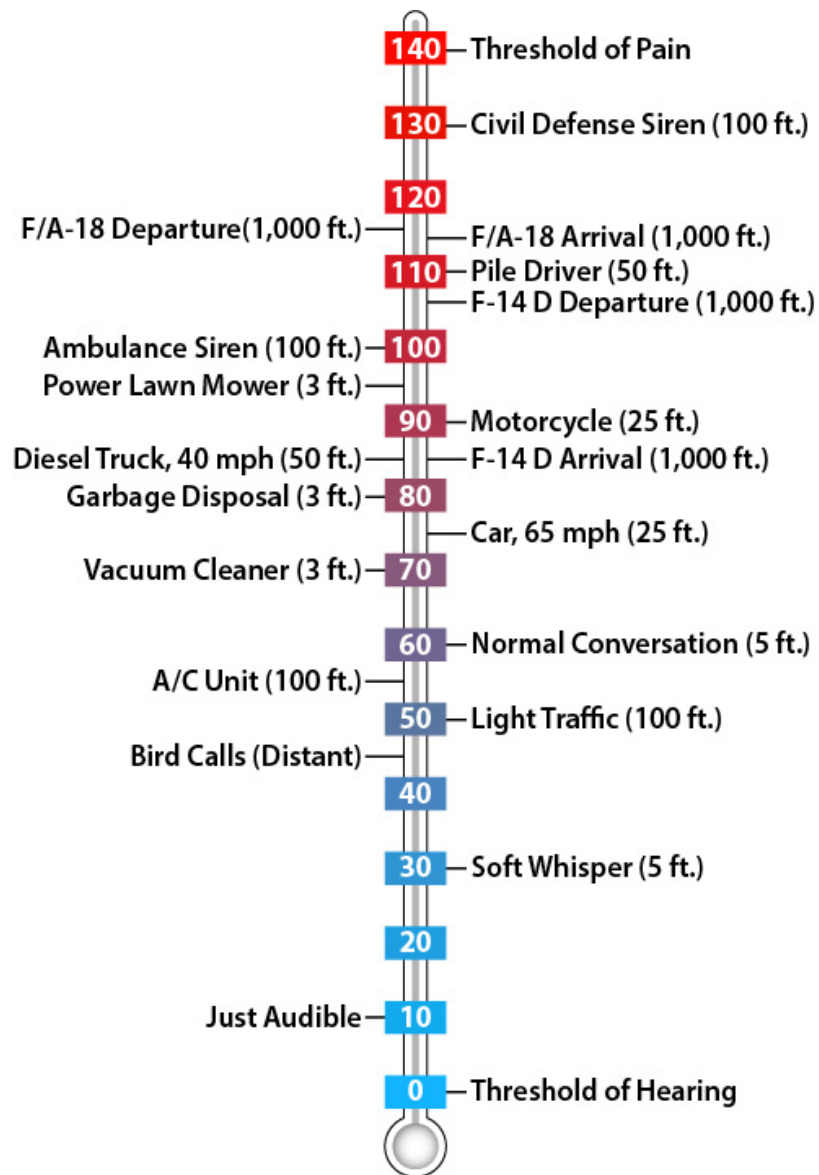 140 Threshold of Pain
130 Civil Defense Siren (100 ft.)
120
F/A-18 Departure(1,000 ft.)
F/A-18 Arrival (1,000 ft.)
110 Pile Driver (50 ft.)
F-14 D Departure (1,000 ft.)
Ambulance Siren (100 ft.) 100
Power Lawn Mower (3 ft.)
90 Motorcycle (25 ft.)
Diesel Truck, 40 mph (50 ft.) F-14 D Arrival (1,000 ft.)
Garbage Disposal (3 ft.) 80
Car, 65 mph (25 ft.)
Vacuum Cleaner (3 ft.) 70
60 Normal Conversation (5 ft.)
A/C Unit (100 ft.)
50 Light Traffic (100 ft.)
Bird Calls (Distant)
40
30 Soft Whisper (5 ft.)
20
Just Audible 10
0 Threshold of Hearing